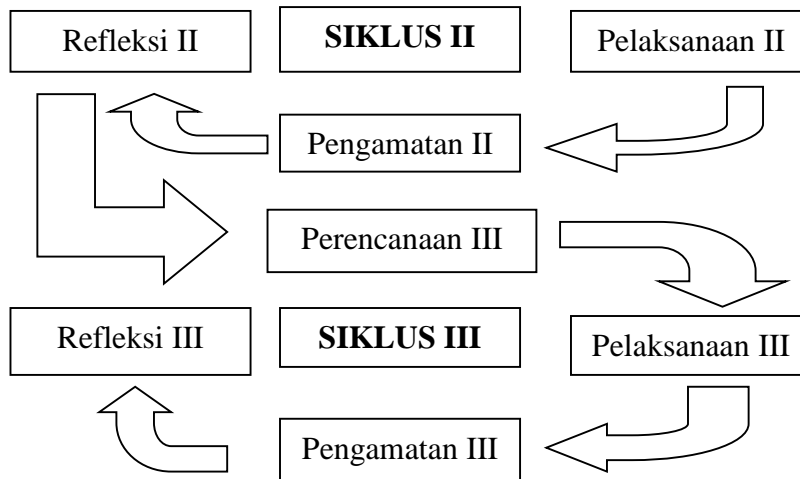 Refleksi II
SIKLUS II
Pelaksanaan II
Pengamatan II
Perencanaan III
Refleksi III
SIKLUS III
Pelaksanaan III
Pengamatan III